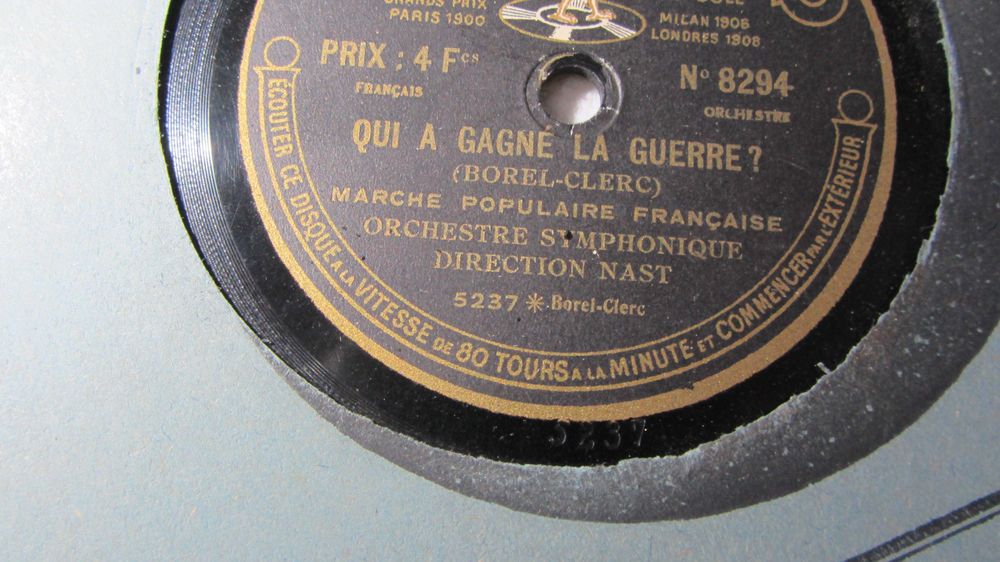 GRANDS PRIX
PARIS 1900
MILAN 1906
LONDRES 1908
PRIX : 4 Fcs
FRANÇAIS
No 8294
ORCHESTRE
QUI A GAGNÉ LA GUERRE ?
(BOREL-CLERC)
MARCHE POPULAIRE FRANÇAISE
ORCHESTRE SYMPHONIQUE
DIRECTION NAST
5237 * Borel-Clerc
ÉCOUTER CE DISQUE A LA VITESSE DE 80 TOURS A LA MINUTE ET COMMENCER PAR L'EXTÉRIEUR
5237